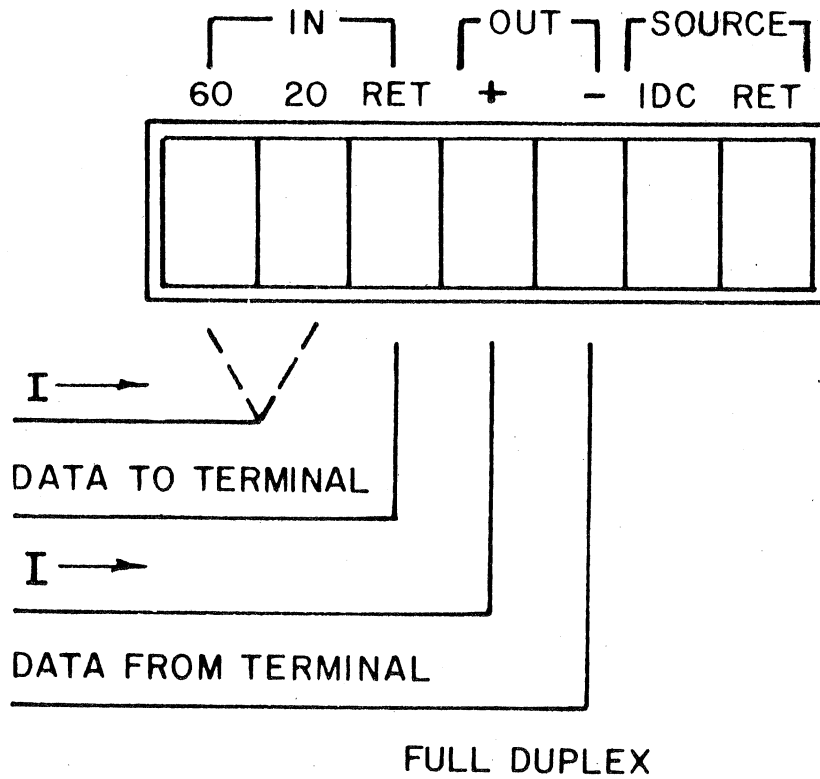 IN OUT SOURCE
60 20 RET + - IDC RET
I
DATA TO TERMINAL
I
DATA FROM TERMINAL
FULL DUPLEX